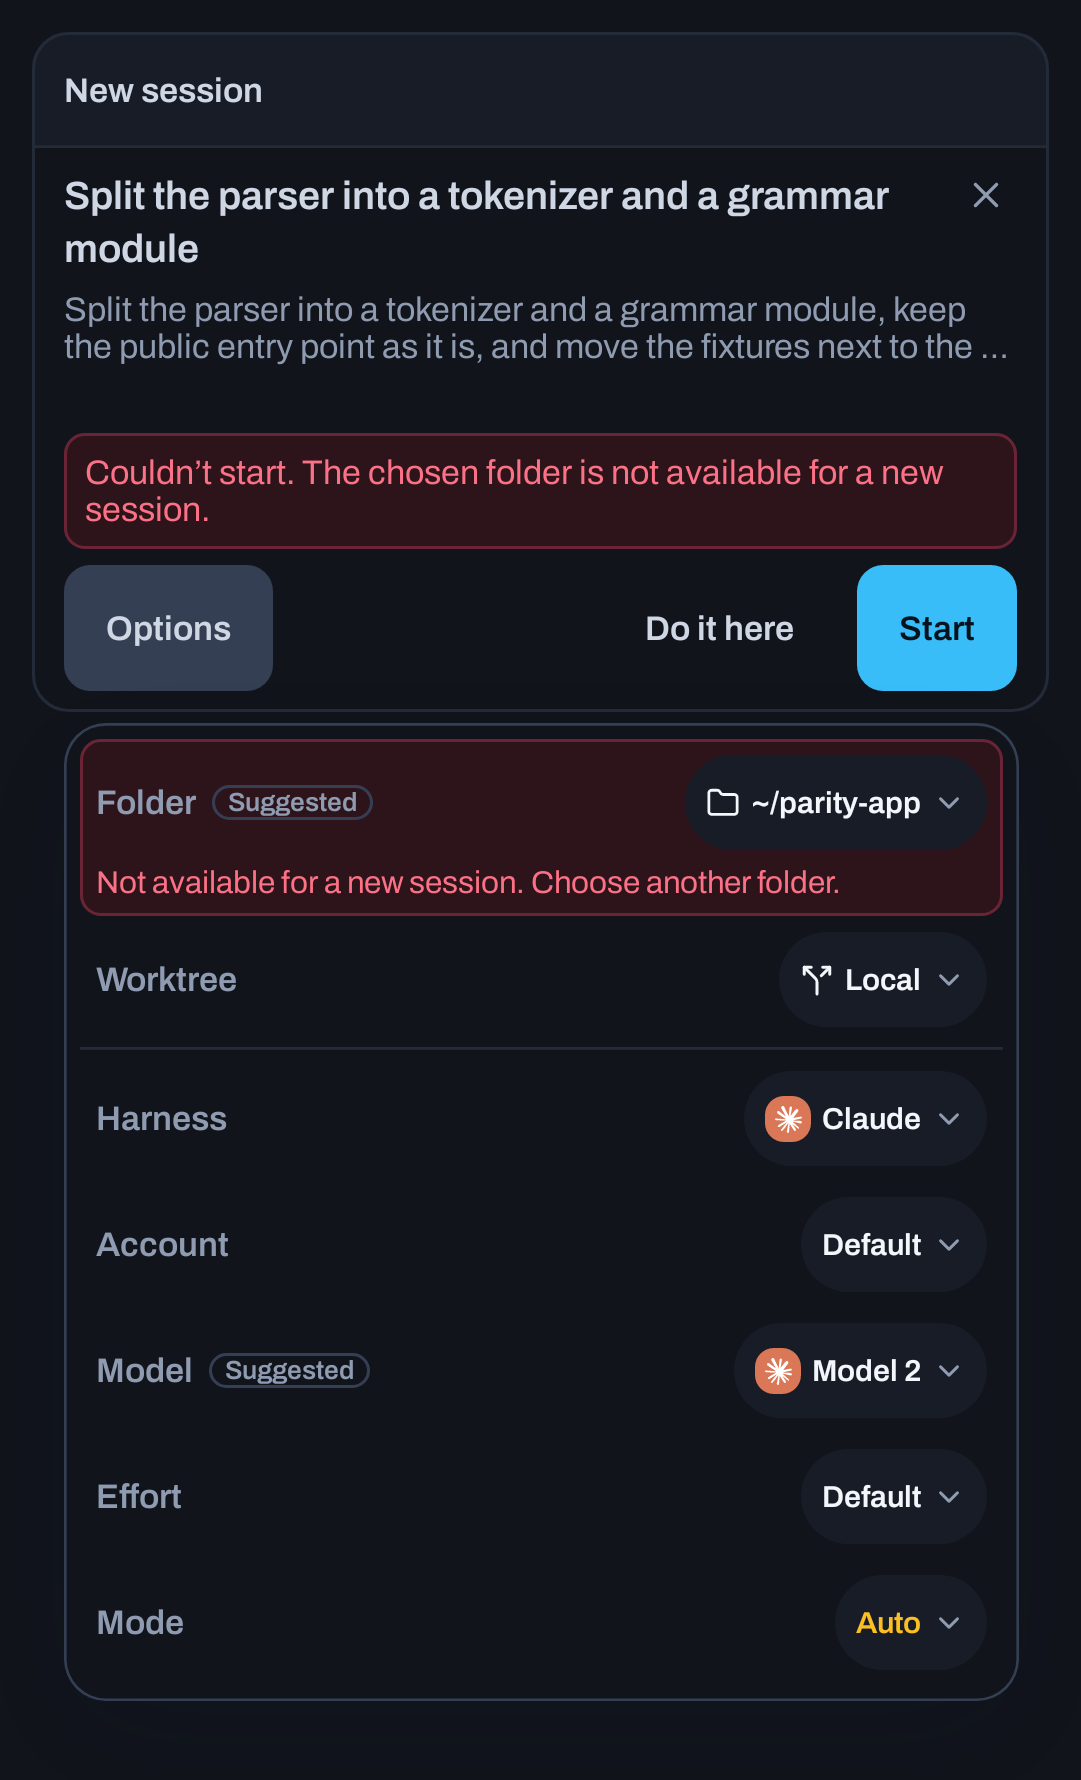 New session
Split the parser into a tokenizer and a grammar
module
Split the parser into a tokenizer and a grammar module, keep
the public entry point as it is, and move the fixtures next to the ...
Couldn’t start. The chosen folder is not available for a new
session.
Options
Do it here
Start
Folder
Suggested
~/parity-app
Not available for a new session. Choose another folder.
Worktree
Local
Harness
Claude
Account
Default
Model
Suggested
Model 2
Effort
Default
Mode
Auto